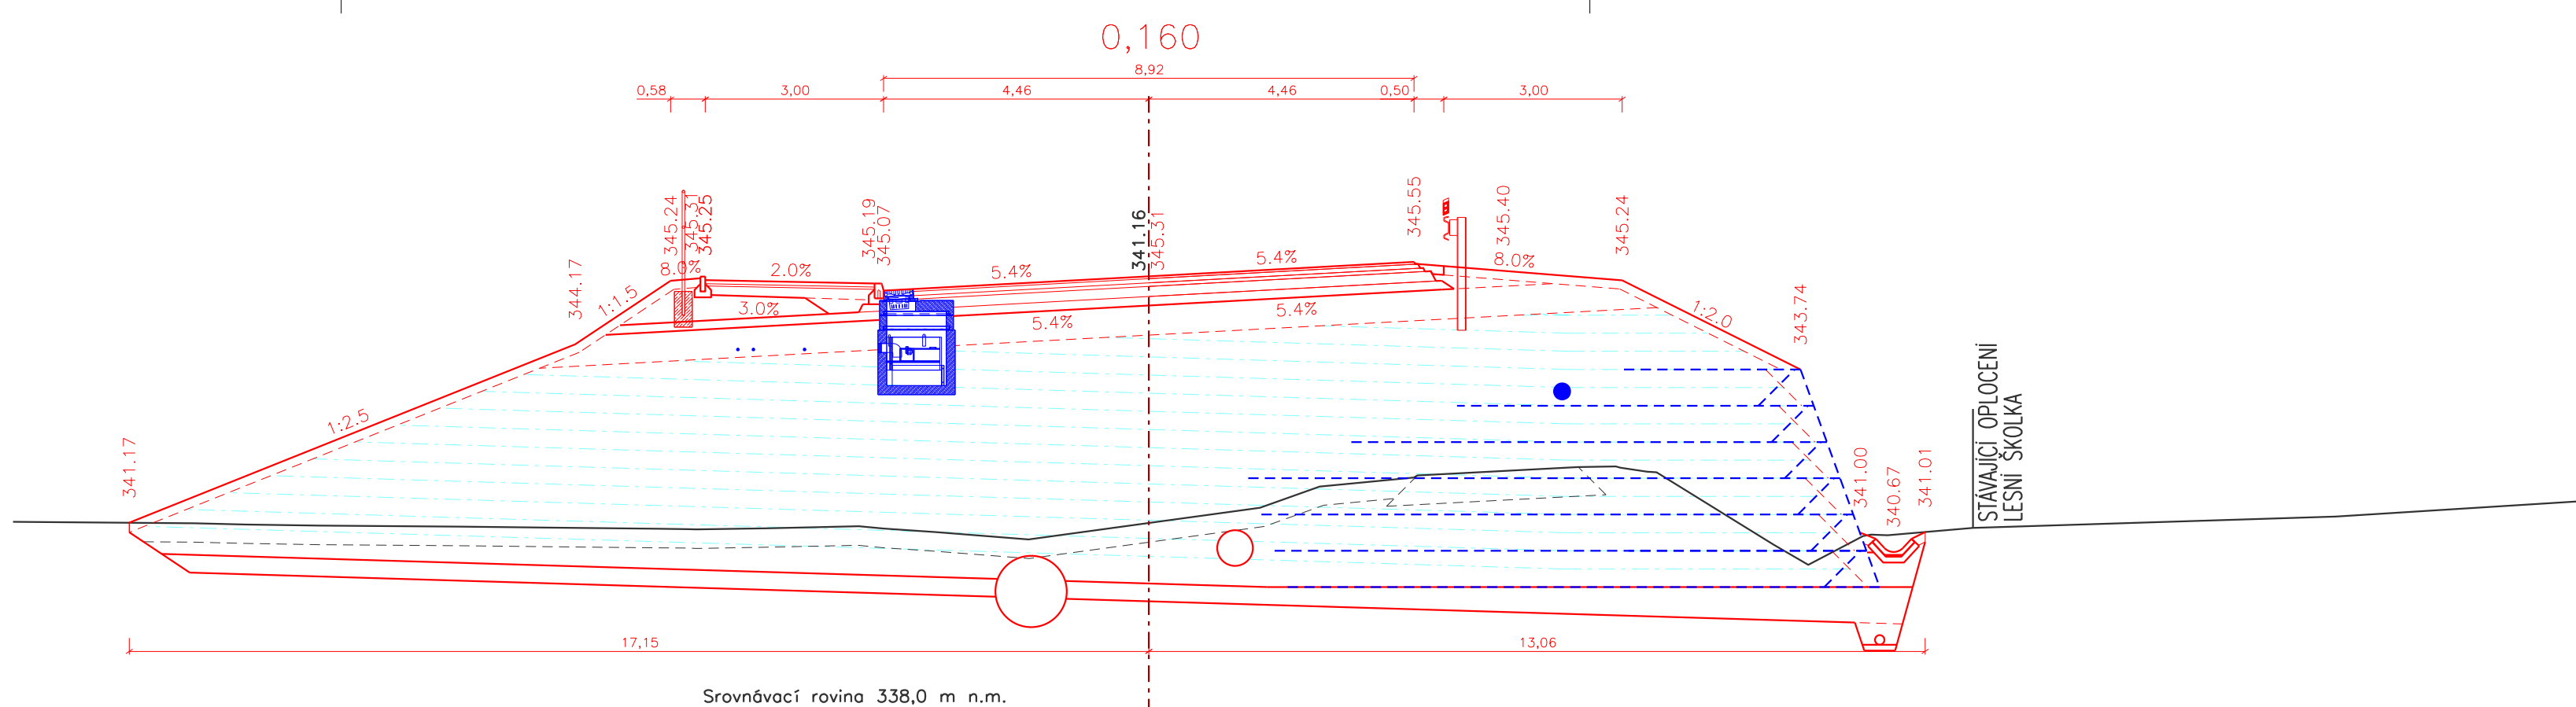 0,160
8,92
0,58 3,00 4,46 4,46 0,50 3,00
345.24 345.31 345.25 345.19 345.07 341.16 345.31 345.55 345.40 345.24
344.17 8.0% 2.0% 5.4% 5.4% 8.0% 343.74
1:1.5 3.0% 5.4% 5.4% 1:2.0
1:2.5
341.17 341.00 340.67 341.01
STÁVAJÍCÍ OPLOCENÍ
LESNÍ ŠKOLKA
17,15 13,06
Srovnávací rovina 338,0 m n.m.